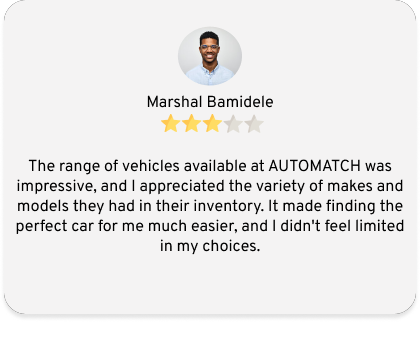 Marshal Bamidele
The range of vehicles available at AUTOMATCH was
impressive, and I appreciated the variety of makes and
models they had in their inventory. It made finding the
perfect car for me much easier, and I didn't feel limited
in my choices.